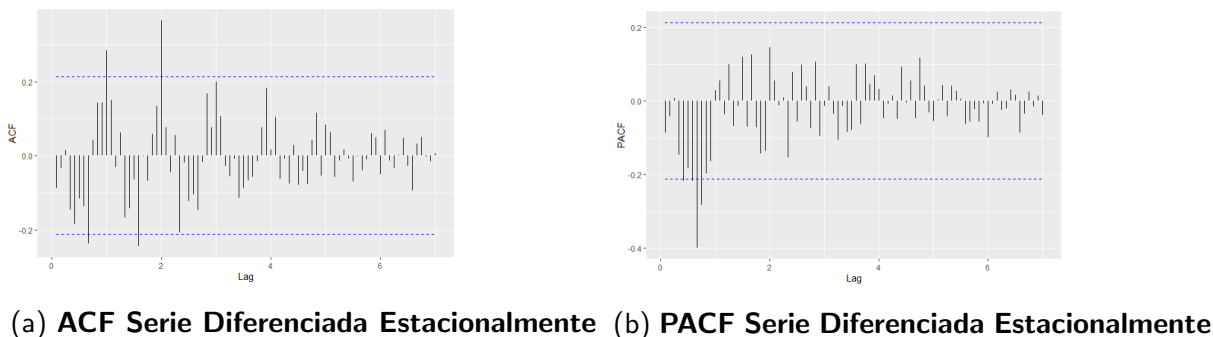 ACF
0.2
0.0
-0.2
0
2
4
6
Lag
PACF
0.2
0.0
-0.2
-0.4
0
2
4
6
Lag
(a) ACF Serie Diferenciada Estacionalmente
(b) PACF Serie Diferenciada Estacionalmente